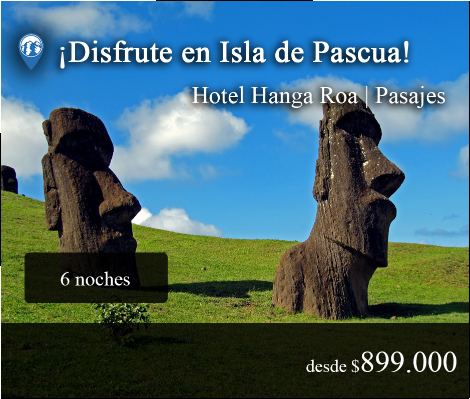 ¡Disfrute en Isla de Pascua!
Hotel Hanga Roa | Pasajes
6 noches
desde $899.000